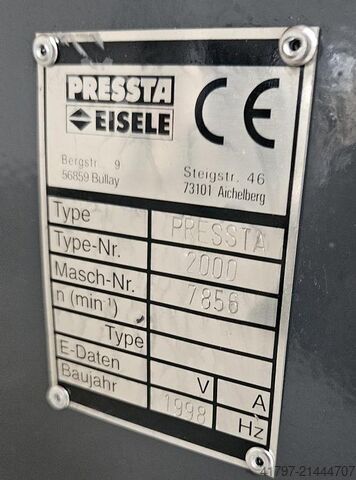 PRESSTA
EISELE
CE
Bergstr. 9
56859 Bullay
Steigstr. 46
73101 Aichelberg
Type PRESSTA
Type-Nr. 2000
Masch-Nr. 7856
n (min⁻¹)
Type
E-Daten V A
Baujahr 1998 Hz
41797-21444707